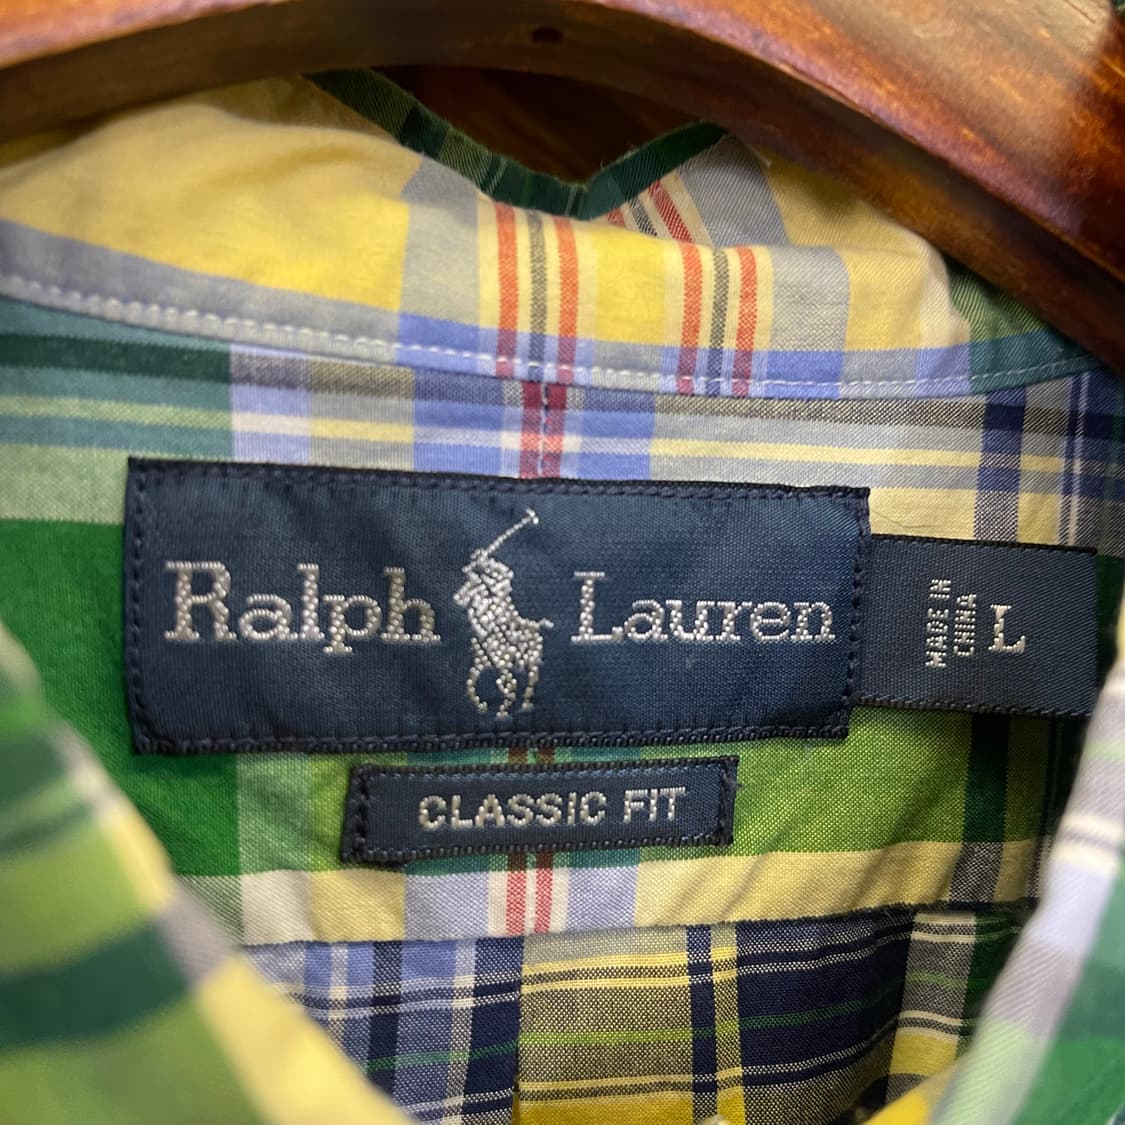 Ralph Lauren
MADE IN
CHINA
L
CLASSIC FIT